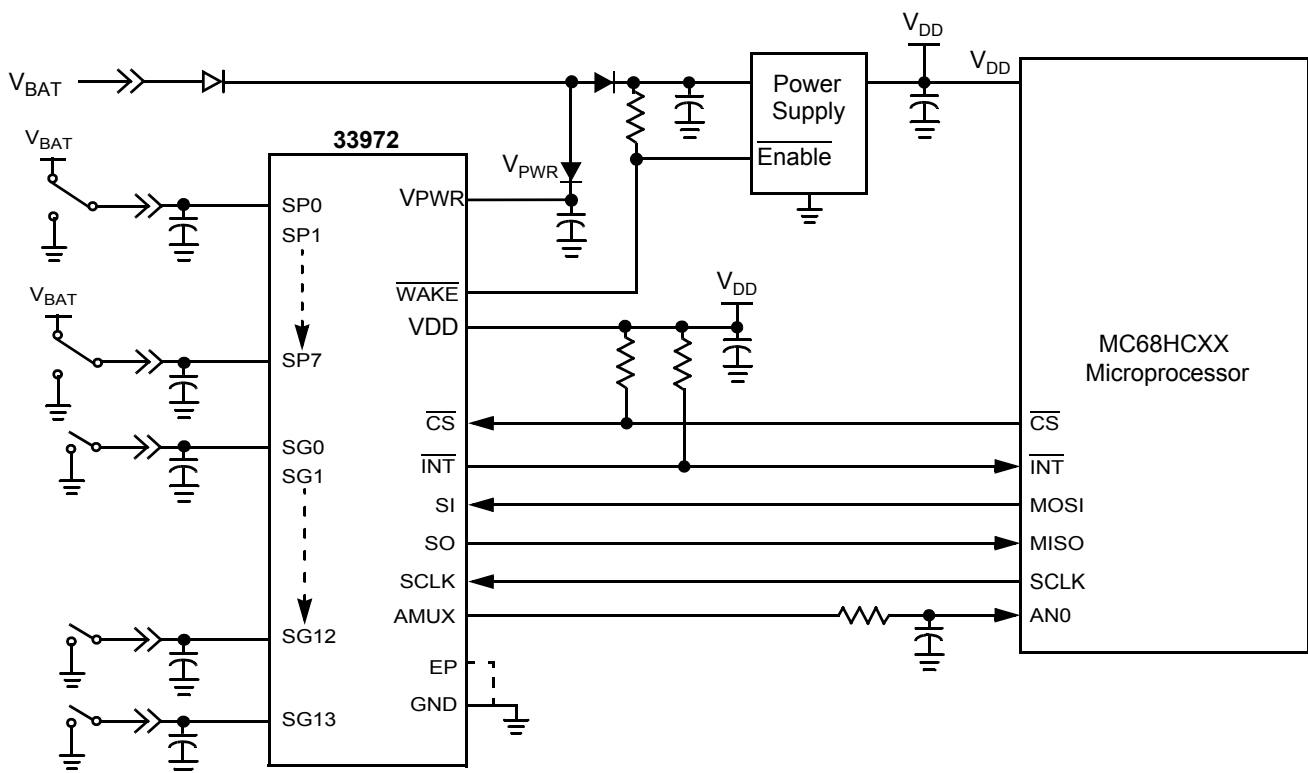 V_DD
V_DD
V_BAT
Power
Supply
Enable
V_BAT
33972
V_PWR
SP0
VPWR
SP1
V_DD
WAKE
V_BAT
VDD
SP7
MC68HCXX
Microprocessor
CS
CS
SG0
INT
INT
SG1
SI
MOSI
SO
MISO
SCLK
SCLK
AMUX
AN0
SG12
EP
GND
SG13